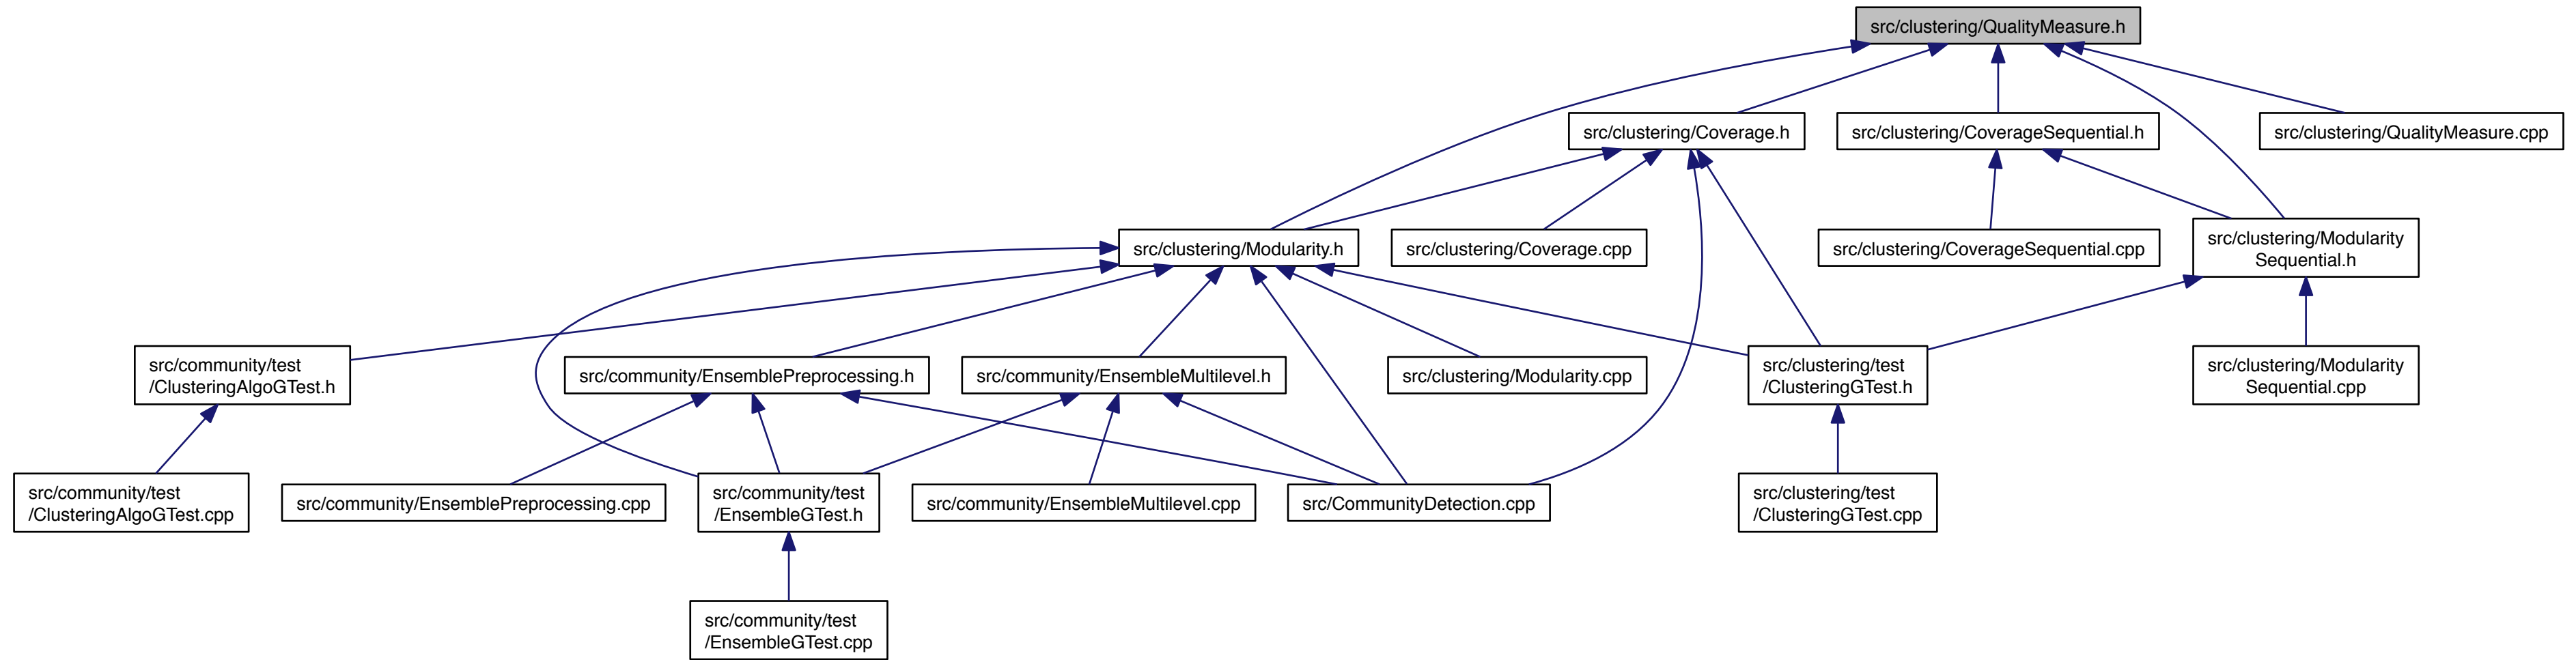 src/clustering/QualityMeasure.h
src/clustering/Coverage.h
src/clustering/CoverageSequential.h
src/clustering/QualityMeasure.cpp
src/clustering/Modularity.h
src/clustering/Coverage.cpp
src/clustering/CoverageSequential.cpp
src/clustering/Modularity
Sequential.h
src/community/test
/ClusteringAlgoGTest.h
src/community/EnsemblePreprocessing.h
src/community/EnsembleMultilevel.h
src/clustering/Modularity.cpp
src/clustering/test
/ClusteringGTest.h
src/clustering/Modularity
Sequential.cpp
src/community/test
/ClusteringAlgoGTest.cpp
src/community/EnsemblePreprocessing.cpp
src/community/test
/EnsembleGTest.h
src/community/EnsembleMultilevel.cpp
src/CommunityDetection.cpp
src/clustering/test
/ClusteringGTest.cpp
src/community/test
/EnsembleGTest.cpp